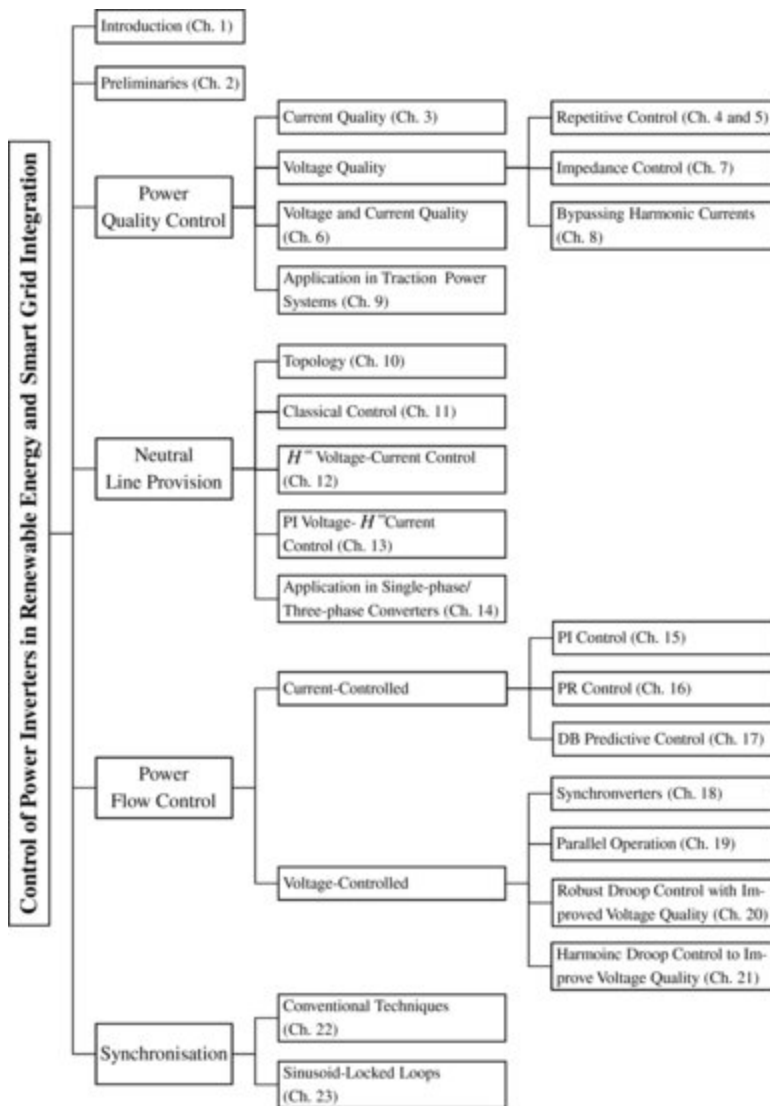 Control of Power Inverters in Renewable Energy and Smart Grid Integration
Introduction (Ch. 1)
Preliminaries (Ch. 2)
Power
Quality Control
Current Quality (Ch. 3)
Voltage Quality
Repetitive Control (Ch. 4 and 5)
Impedance Control (Ch. 7)
Bypassing Harmonic Currents
(Ch. 8)
Voltage and Current Quality
(Ch. 6)
Application in Traction Power
Systems (Ch. 9)
Neutral
Line Provision
Topology (Ch. 10)
Classical Control (Ch. 11)
H∞ Voltage-Current Control
(Ch. 12)
PI Voltage- H∞ Current
Control (Ch. 13)
Application in Single-phase/
Three-phase Converters (Ch. 14)
Power
Flow Control
Current-Controlled
PI Control (Ch. 15)
PR Control (Ch. 16)
DB Predictive Control (Ch. 17)
Voltage-Controlled
Synchronverters (Ch. 18)
Parallel Operation (Ch. 19)
Robust Droop Control with Im-
proved Voltage Quality (Ch. 20)
Harmoinc Droop Control to Im-
prove Voltage Quality (Ch. 21)
Synchronisation
Conventional Techniques
(Ch. 22)
Sinusoid-Locked Loops
(Ch. 23)